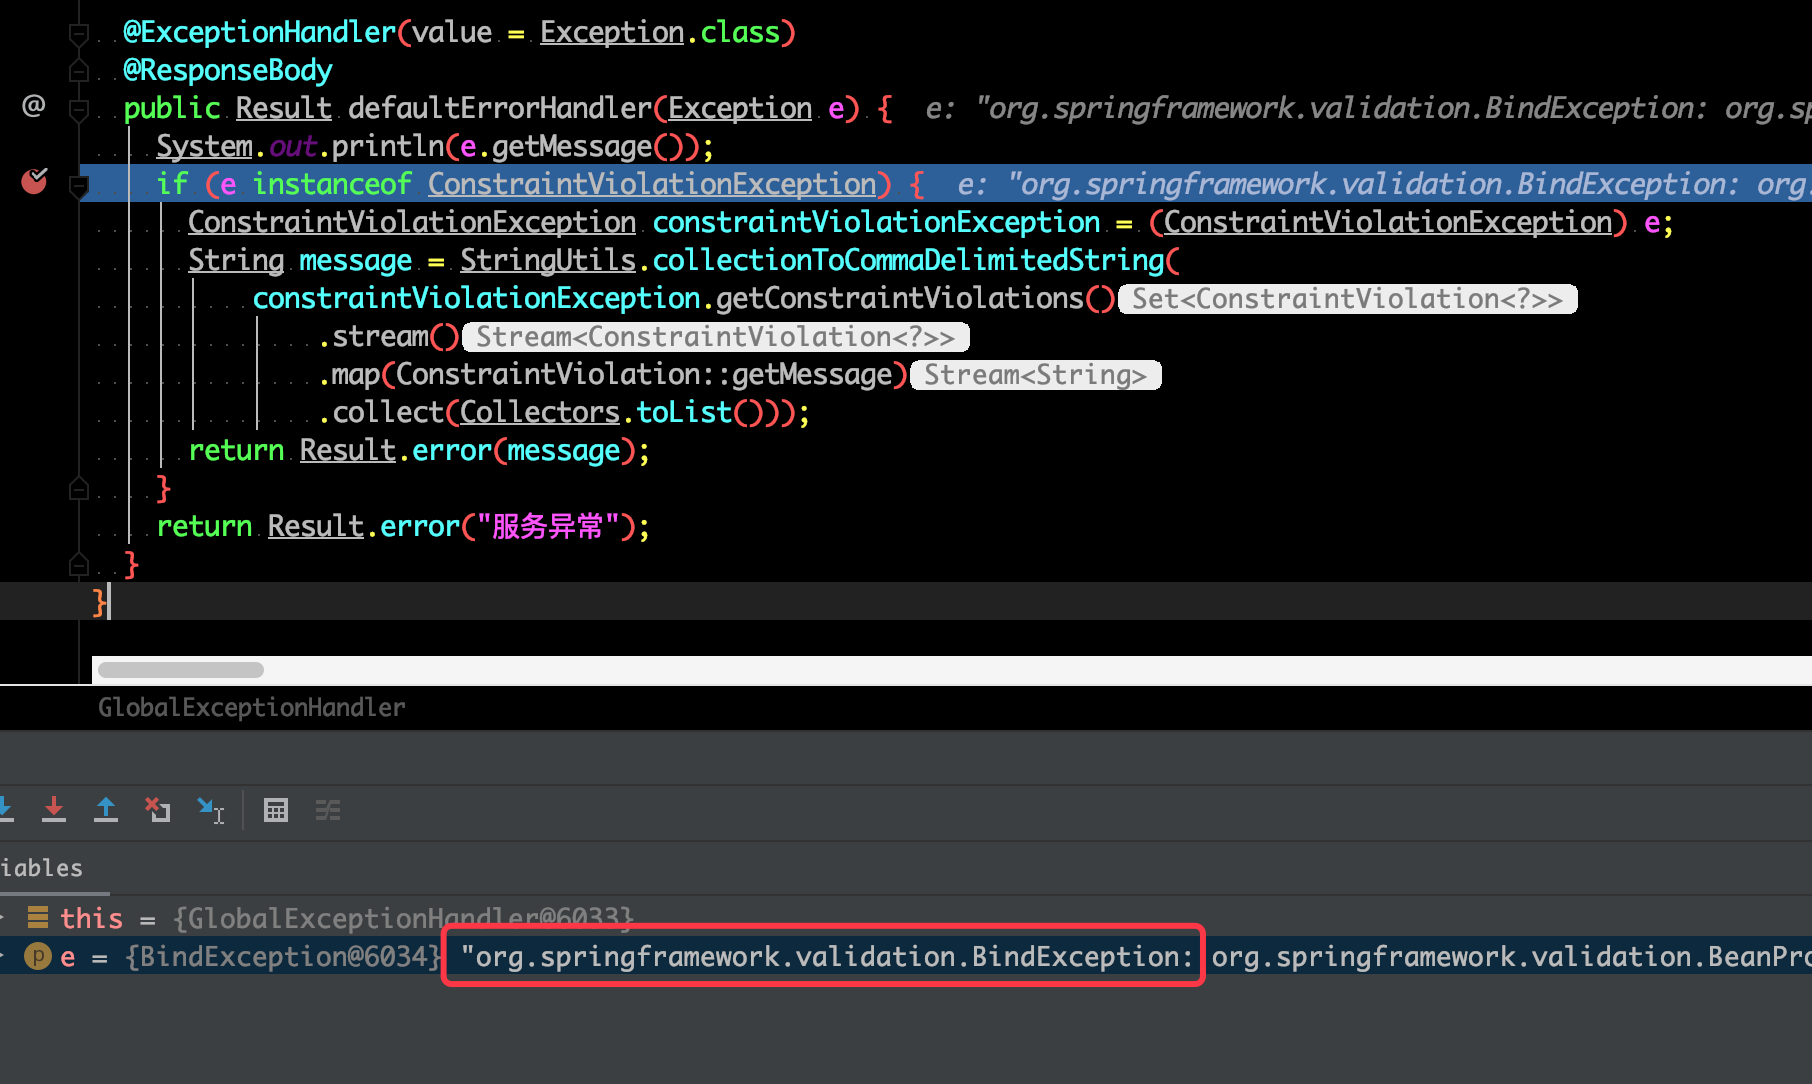 @ExceptionHandler(value = Exception.class)
@ResponseBody
@ public Result defaultErrorHandler(Exception e) { e: "org.springframework.validation.BindException: org.sp
System.out.println(e.getMessage());
if (e instanceof ConstraintViolationException) { e: "org.springframework.validation.BindException: org.
ConstraintViolationException constraintViolationException = (ConstraintViolationException) e;
String message = StringUtils.collectionToCommaDelimitedString(
constraintViolationException.getConstraintViolations() Set<ConstraintViolation<?>>
.stream() Stream<ConstraintViolation<?>>
.map(ConstraintViolation::getMessage) Stream<String>
.collect(Collectors.toList()));
return Result.error(message);
}
return Result.error("服务异常");
}
}
GlobalExceptionHandler
iables
this = {GlobalExceptionHandler@6033}
p e = {BindException@6034} "org.springframework.validation.BindException: org.springframework.validation.BeanPro